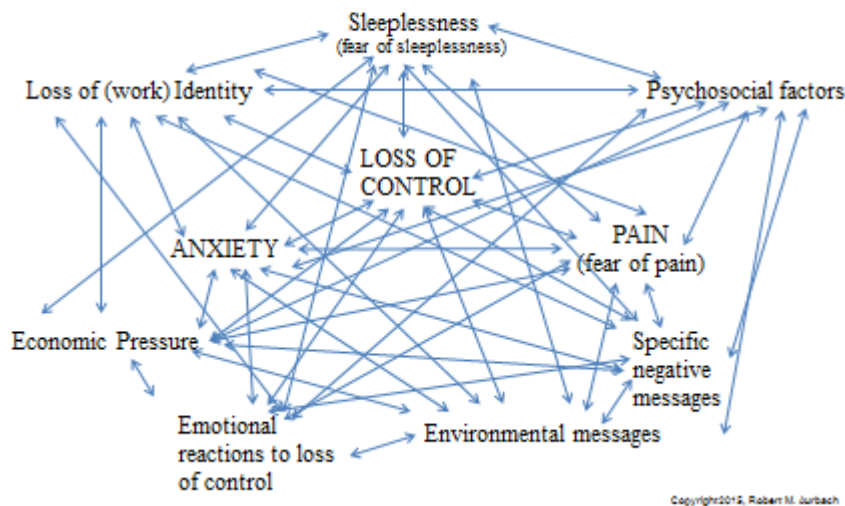 Sleeplessness
(fear of sleeplessness)
Loss of (work) Identity
Psychosocial factors
LOSS OF
CONTROL
ANXIETY
PAIN
(fear of pain)
Economic Pressure
Specific
negative
messages
Emotional
reactions to loss
of control
Environmental messages
Copyright2015, Robert M. Jurbach